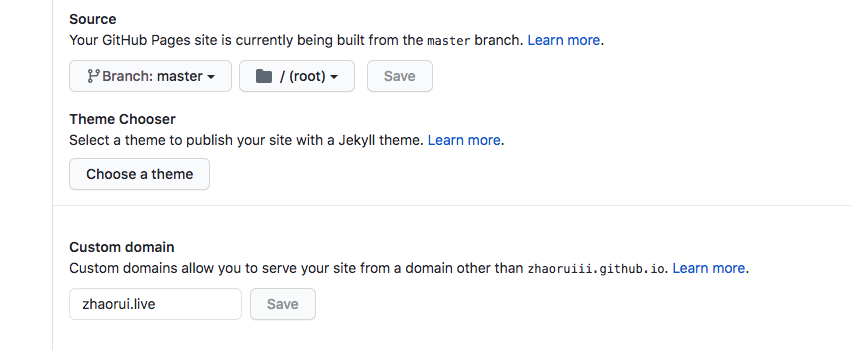 Source
Your GitHub Pages site is currently being built from the master branch. Learn more.
Branch: master / (root) Save
Theme Chooser
Select a theme to publish your site with a Jekyll theme. Learn more.
Choose a theme
Custom domain
Custom domains allow you to serve your site from a domain other than zhaoruiii.github.io. Learn more.
zhaorui.live Save